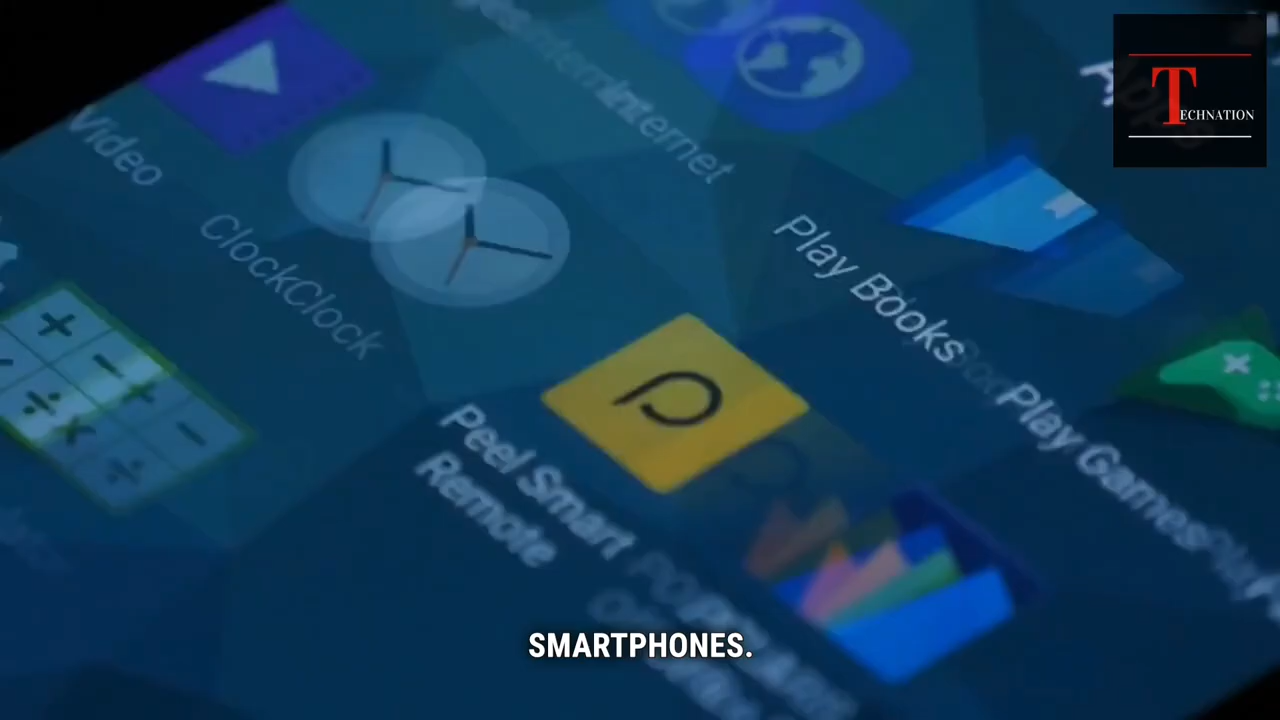 Video
Internet
TECHNATION
ClockClock
Play Books
Play Games
Peel Smart
Remote
SMARTPHONES.